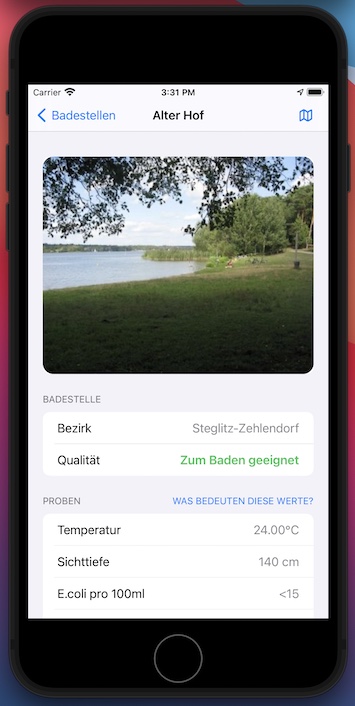 Carrier 3:31 PM
Badestellen Alter Hof
BADESTELLE
Bezirk Steglitz-Zehlendorf
Qualität Zum Baden geeignet
PROBEN WAS BEDEUTEN DIESE WERTE?
Temperatur 24.00°C
Sichttiefe 140 cm
E.coli pro 100ml <15